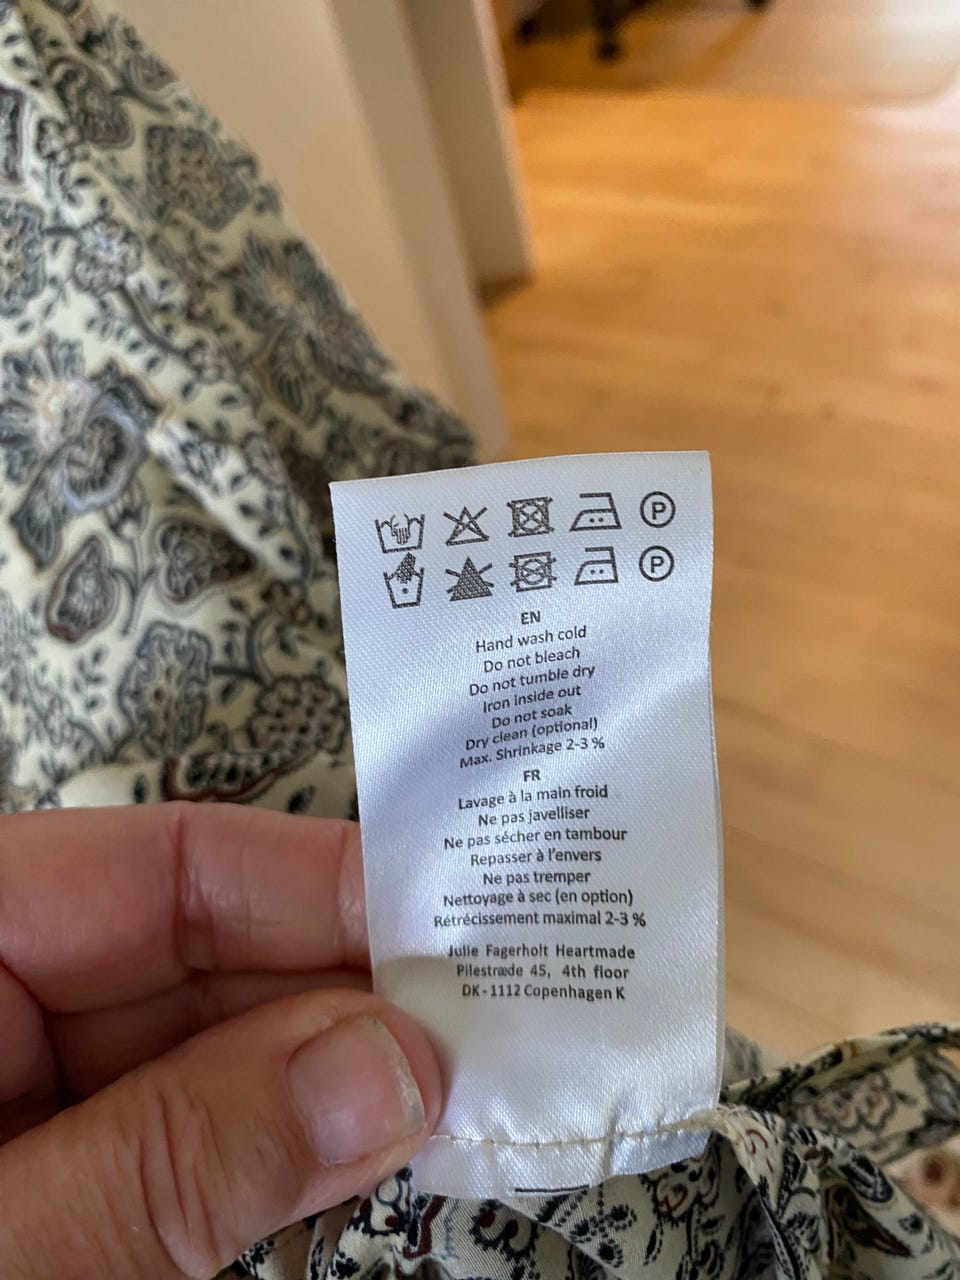 P
P
EN
Hand wash cold
Do not bleach
Do not tumble dry
Iron inside out
Do not soak
Dry clean (optional)
Max. Shrinkage 2-3 %
FR
Lavage à la main froid
Ne pas javelliser
Ne pas sécher en tambour
Repasser à l'envers
Ne pas tremper
Nettoyage à sec (en option)
Rétrécissement maximal 2-3 %
Julie Fagerholt Heartmade
Pilestræde 45, 4th floor
DK-1112 Copenhagen K